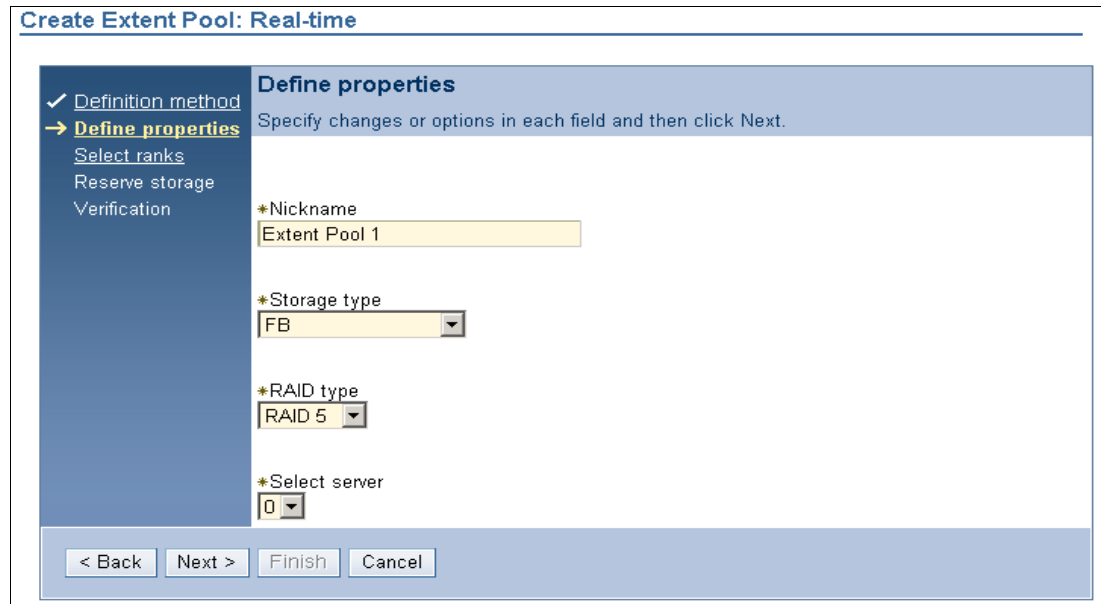 Create Extent Pool: Real-time
Definition method
Define properties
Select ranks
Reserve storage
Verification
Define properties
Specify changes or options in each field and then click Next.
*Nickname
Extent Pool 1
*Storage type
FB
*RAID type
RAID 5
*Select server
0
< Back Next > Finish Cancel